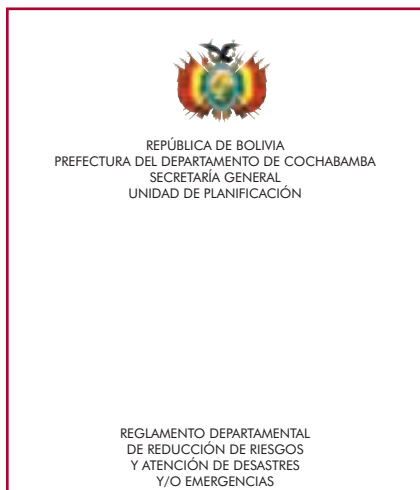 REPÚBLICA DE BOLIVIA
PREFECTURA DEL DEPARTAMENTO DE COCHABAMBA
SECRETARÍA GENERAL
UNIDAD DE PLANIFICACIÓN
REGLAMENTO DEPARTAMENTAL
DE REDUCCIÓN DE RIESGOS
Y ATENCIÓN DE DESASTRES
Y/O EMERGENCIAS